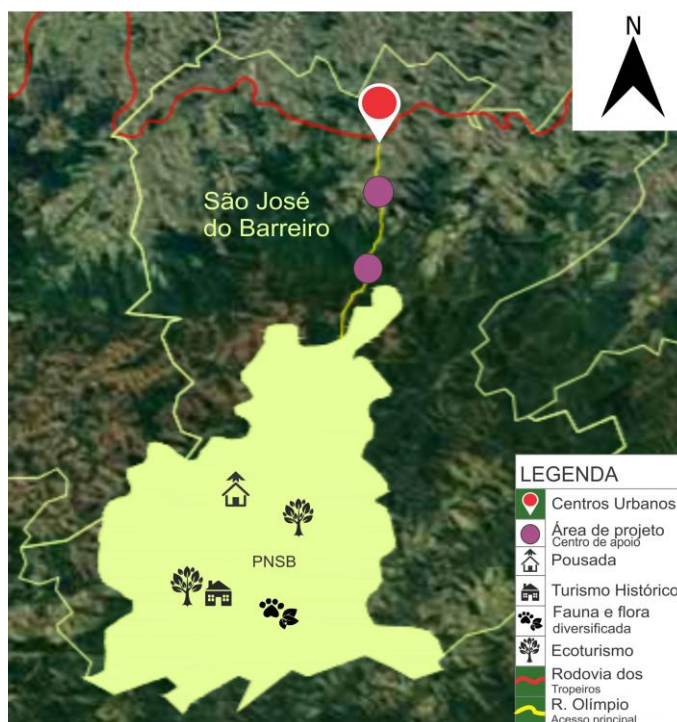 N
São José
do Barreiro
PNSB
LEGENDA
Centros Urbanos
Área de projeto
Centro de apoio
Pousada
Turismo Histórico
Fauna e flora
diversificada
Ecoturismo
Rodovia dos
Tropeiros
R. Olímpio
Acesso principal